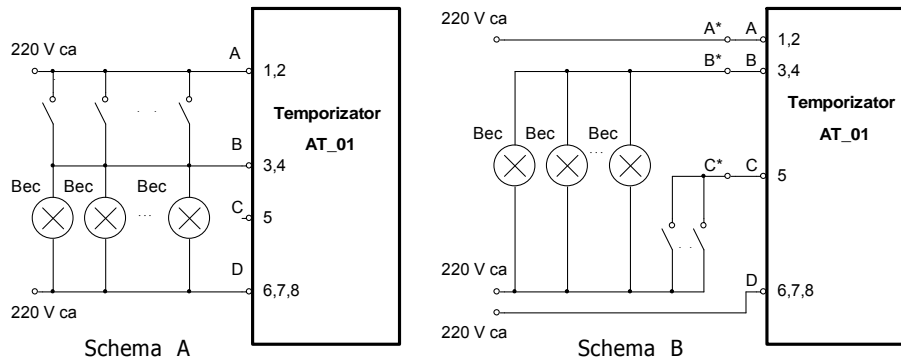 220 V ca
A
1,2
Temporizator
AT_01
B
3,4
Bec Bec Bec
...
C
5
D
6,7,8
220 V ca
Schema A
220 V ca
A* A
1,2
B* B
3,4
Temporizator
AT_01
Bec Bec Bec
...
C* C
5
220 V ca
D
6,7,8
220 V ca
Schema B